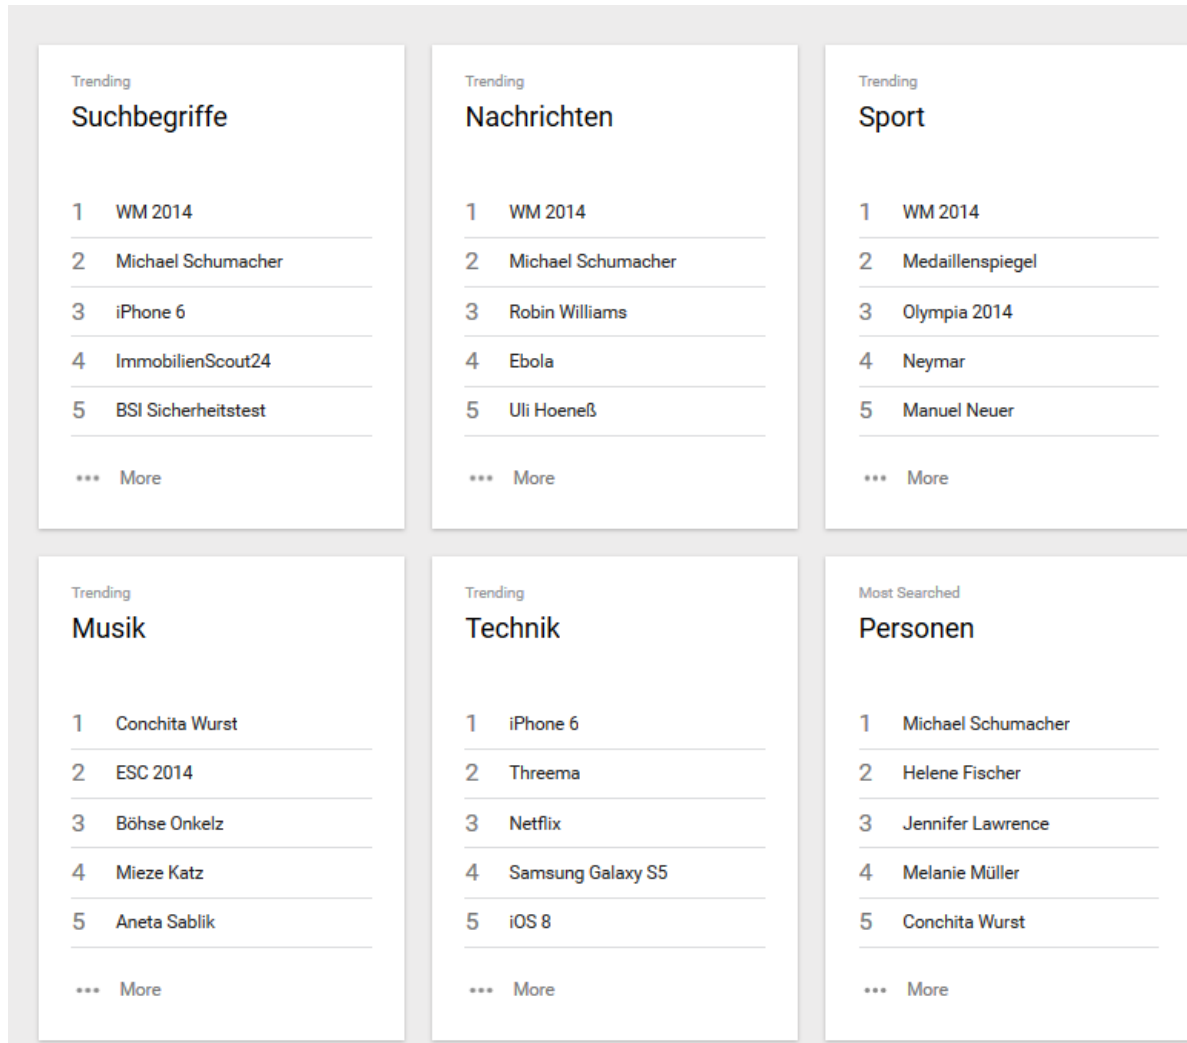 Trending
Suchbegriffe
1 WM 2014
2 Michael Schumacher
3 iPhone 6
4 ImmobilienScout24
5 BSI Sicherheitstest
••• More
Trending
Nachrichten
1 WM 2014
2 Michael Schumacher
3 Robin Williams
4 Ebola
5 Uli Hoeneß
••• More
Trending
Sport
1 WM 2014
2 Medaillenspiegel
3 Olympia 2014
4 Neymar
5 Manuel Neuer
••• More
Trending
Musik
1 Conchita Wurst
2 ESC 2014
3 Böhse Onkelz
4 Mieze Katz
5 Aneta Sablik
••• More
Trending
Technik
1 iPhone 6
2 Threema
3 Netflix
4 Samsung Galaxy S5
5 iOS 8
••• More
Most Searched
Personen
1 Michael Schumacher
2 Helene Fischer
3 Jennifer Lawrence
4 Melanie Müller
5 Conchita Wurst
••• More